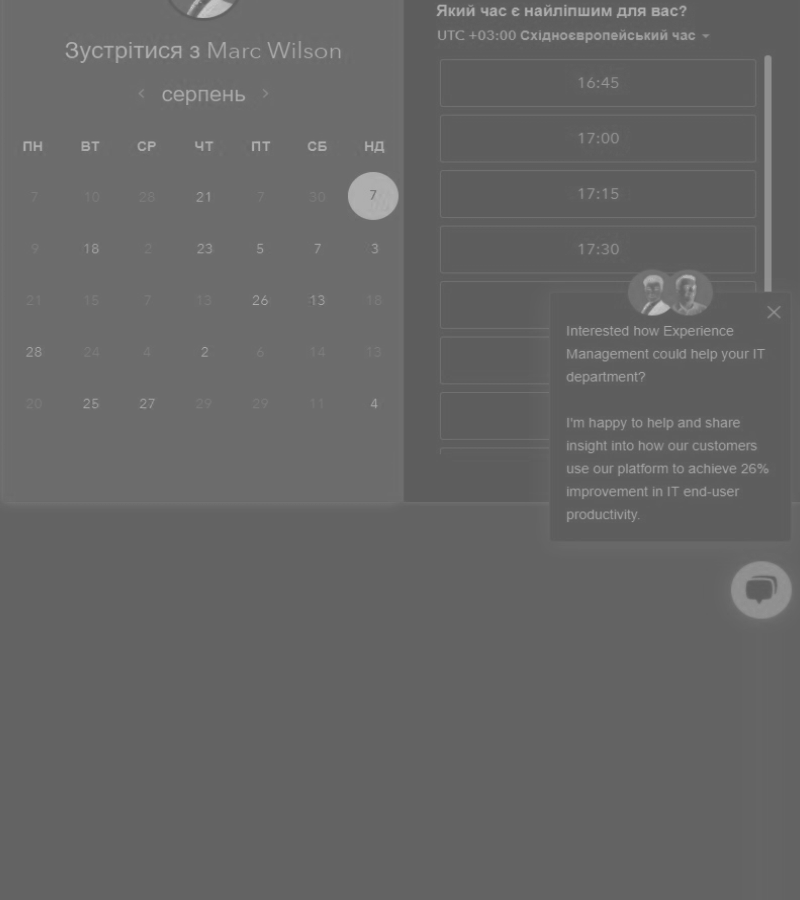 Зустрітися з Marc Wilson
серпень
ПН ВТ СР ЧТ ПТ СБ НД
7 10 28 21 7 30 7
9 18 2 23 5 7 3
21 15 7 13 26 13 18
28 24 4 2 6 14 13
20 25 27 29 29 11 4
Який час є найліпшим для вас?
UTC +03:00 Східноєвропейський час
16:45
17:00
17:15
17:30
Interested how Experience
Management could help your IT
department?
I'm happy to help and share
insight into how our customers
use our platform to achieve 26%
improvement in IT end-user
productivity.